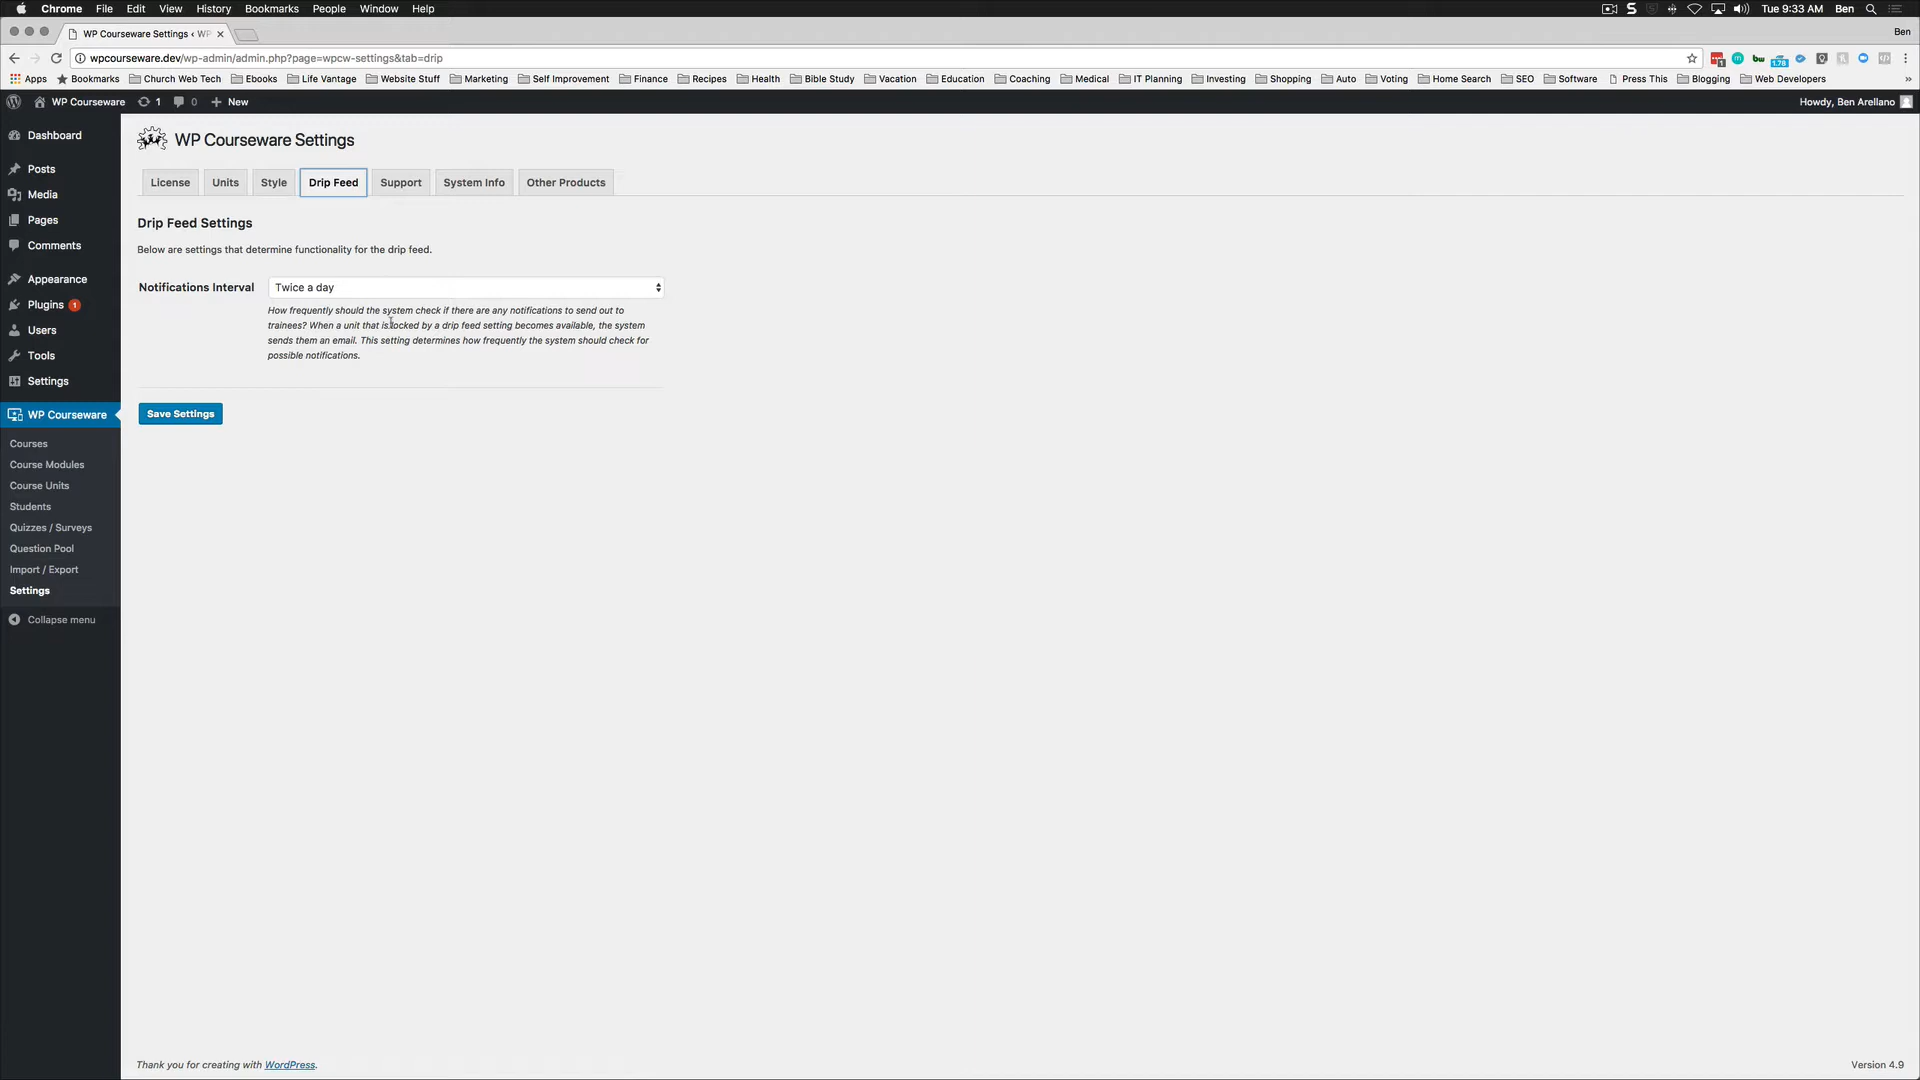 Chrome File Edit View History Bookmarks People Window Help Tue 9:33 AM Ben
WP Courseware Settings ‹ WP Ben
wpcourseware.dev/wp-admin/admin.php?page=wpcw-settings&tab=drip
Apps Bookmarks Church Web Tech Ebooks Life Vantage Website Stuff Marketing Self Improvement Finance Recipes Health Bible Study Vacation Education Coaching Medical IT Planning Investing Shopping Auto Voting Home Search SEO Software Press This Blogging Web Developers »
WP Courseware 1 0 + New Howdy, Ben Arellano
Dashboard
Posts
Media
Pages
Comments
Appearance
Plugins 1
Users
Tools
Settings
WP Courseware
Courses
Course Modules
Course Units
Students
Quizzes / Surveys
Question Pool
Import / Export
Settings
Collapse menu
WP Courseware Settings
License Units Style Drip Feed Support System Info Other Products
Drip Feed Settings
Below are settings that determine functionality for the drip feed.
Notifications Interval Twice a day
How frequently should the system check if there are any notifications to send out to
trainees? When a unit that is locked by a drip feed setting becomes available, the system
sends them an email. This setting determines how frequently the system should check for
possible notifications.
Save Settings
Thank you for creating with WordPress. Version 4.9